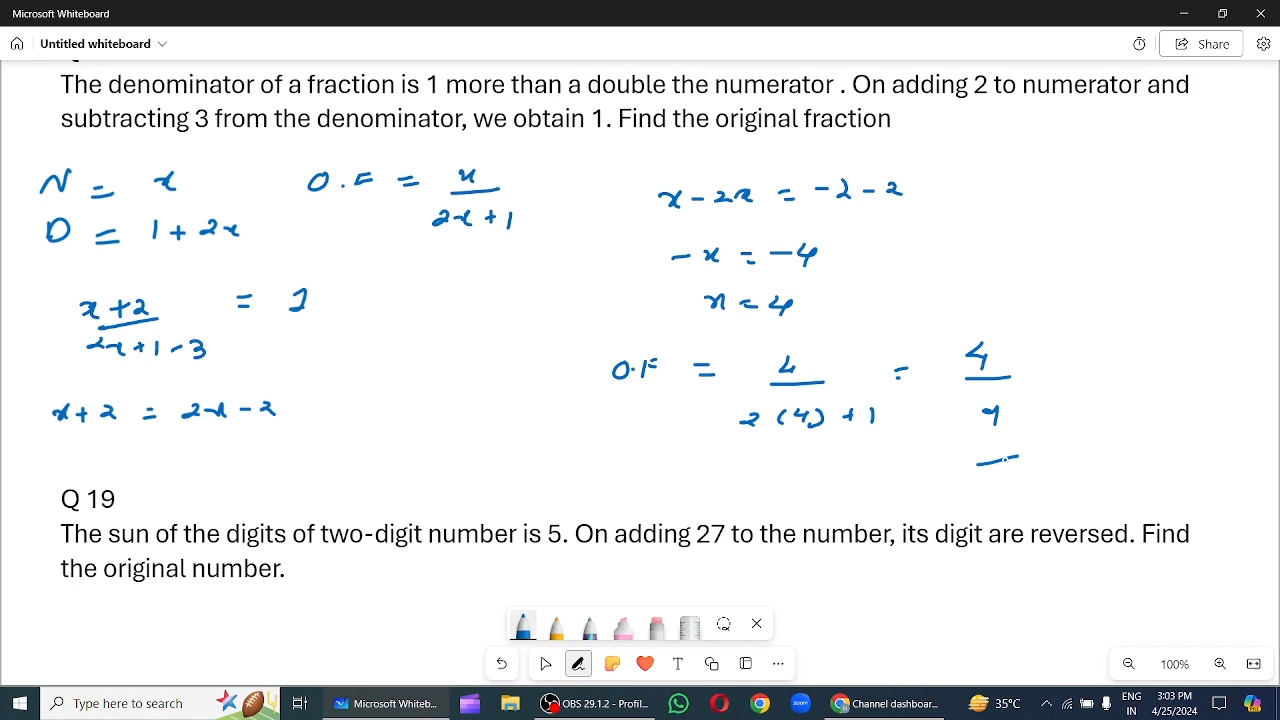 Microsoft Whiteboard
Untitled whiteboard
Share
The denominator of a fraction is 1 more than a double the numerator . On adding 2 to numerator and
subtracting 3 from the denominator, we obtain 1. Find the original fraction
N = x
D = 1 + 2x
O.F = x / 2x + 1
x + 2 / 2x + 1 - 3 = 1
x + 2 = 2x - 2
x - 2x = -2 - 2
- x = -4
x = 4
O.F = 4 / 2 (4) + 1 = 4 / 9
Q 19
The sun of the digits of two-digit number is 5. On adding 27 to the number, its digit are reversed. Find
the original number.
100%
Type here to search
Microsoft Whiteb...
OBS 29.1.2 - Profil...
zoom
Channel dashboar...
35°C
ENG
IN
3:03 PM
4/25/2024